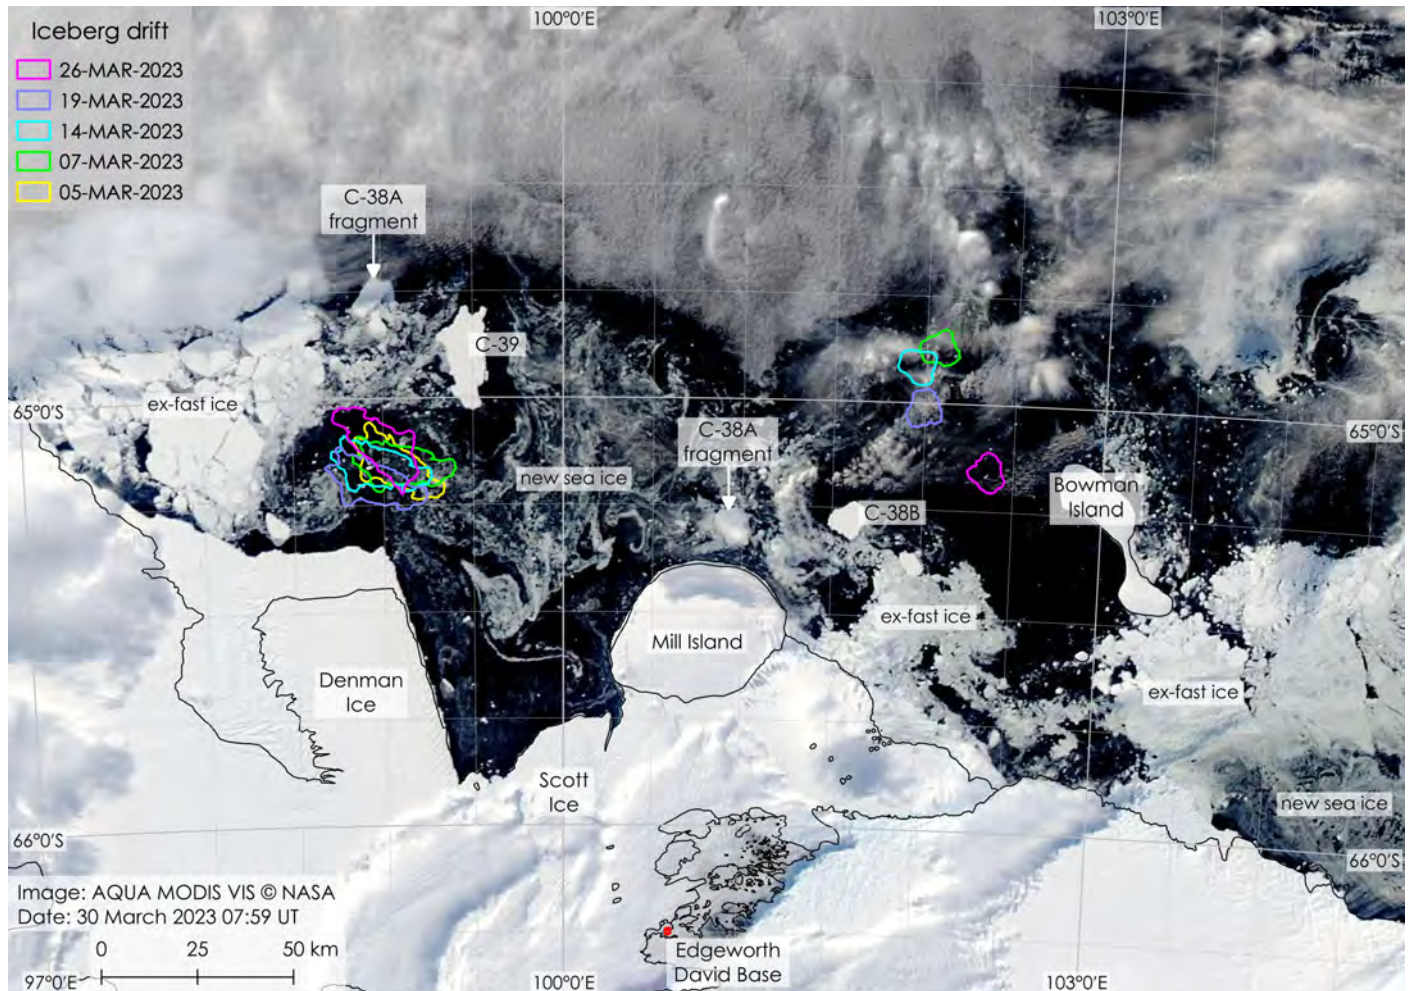 100°0'E
103°0'E
Iceberg drift
26-MAR-2023
19-MAR-2023
14-MAR-2023
07-MAR-2023
05-MAR-2023
C-38A
fragment
C-39
ex-fast ice
65°0'S
65°0'S
C-38A
fragment
new sea ice
Bowman
Island
C-38B
ex-fast ice
Mill Island
Denman
Ice
ex-fast ice
Scott
Ice
new sea ice
66°0'S
66°0'S
Image: AQUA MODIS VIS © NASA
Date: 30 March 2023 07:59 UT
0 25 50 km
Edgeworth
David Base
97°0'E
100°0'E
103°0'E